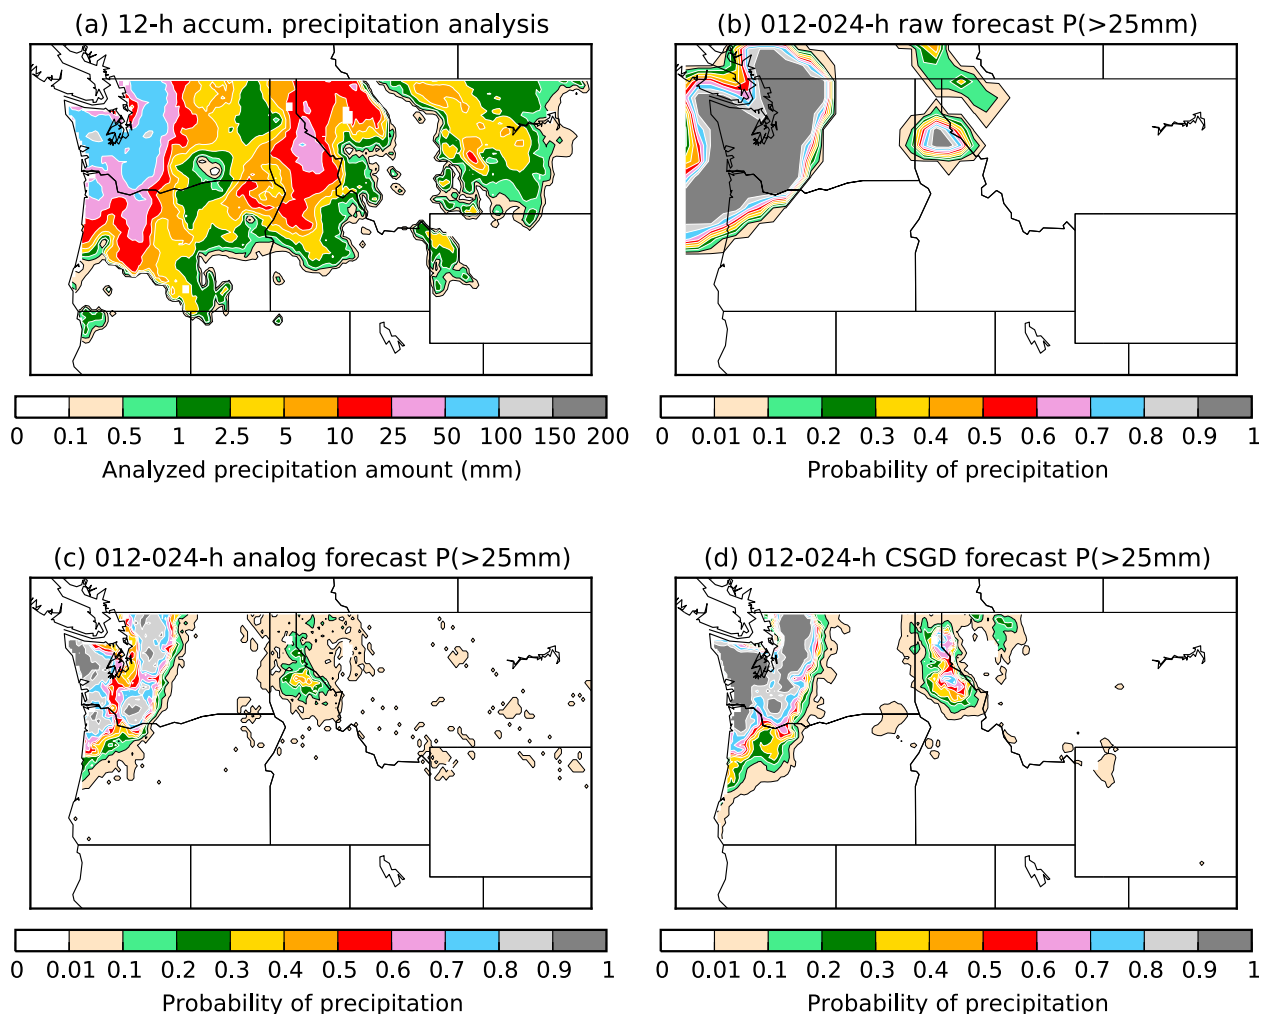 (a) 12-h accum. precipitation analysis
(b) 012-024-h raw forecast P(>25mm)
0 0.1 0.5 1 2.5 5 10 25 50 100 150 200
Analyzed precipitation amount (mm)
0 0.01 0.1 0.2 0.3 0.4 0.5 0.6 0.7 0.8 0.9 1
Probability of precipitation
(c) 012-024-h analog forecast P(>25mm)
(d) 012-024-h CSGD forecast P(>25mm)
0 0.01 0.1 0.2 0.3 0.4 0.5 0.6 0.7 0.8 0.9 1
Probability of precipitation
0 0.01 0.1 0.2 0.3 0.4 0.5 0.6 0.7 0.8 0.9 1
Probability of precipitation